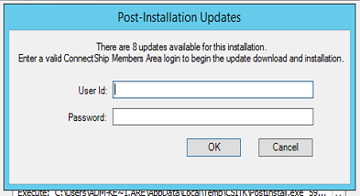 Post-Installation Updates
There are 8 updates available for this installation.
Enter a valid ConnectShip Members Area login to begin the update download and installation.
User Id:
Password:
OK
Cancel
Execute: C:\Users\ADM-KE~1.ARE\AppData\Local\Temp\CSITK\PostInstall.exe